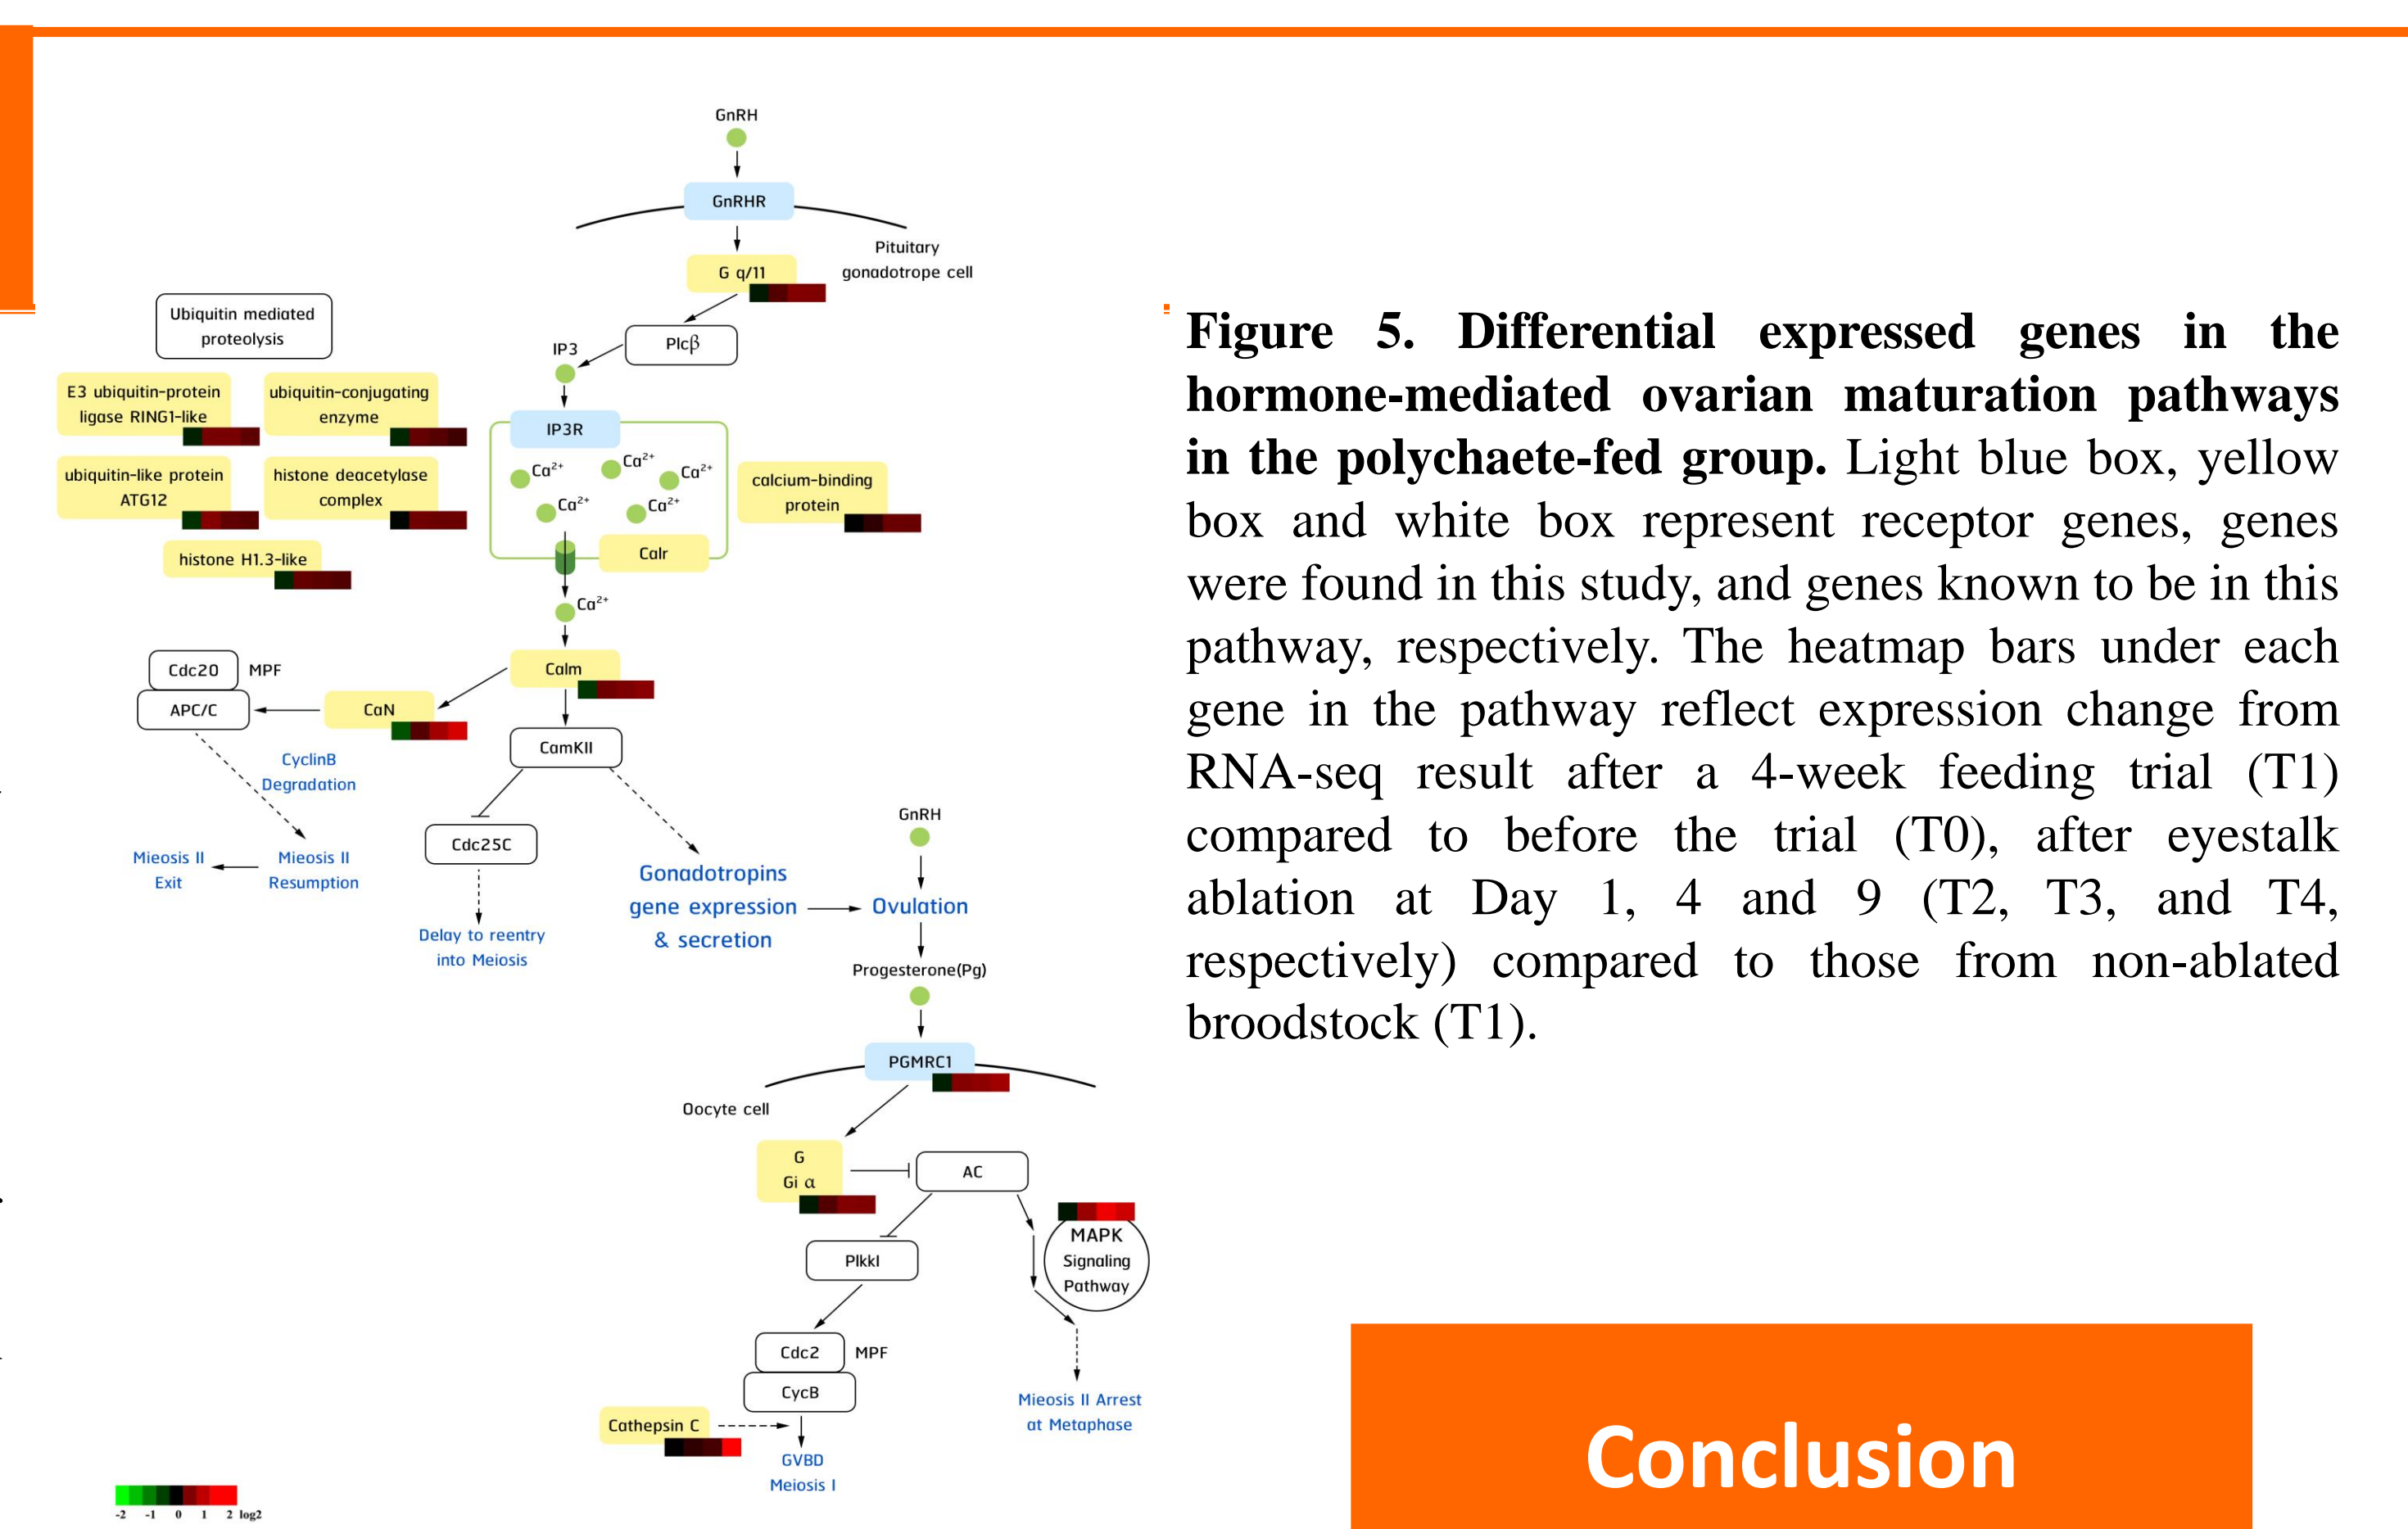 GnRH
GnRHR
Pituitary
gonadotrope cell
G q/11
Plcβ
IP3
IP3R
Ca²⁺
Ca²⁺
Ca²⁺
Ca²⁺
Ca²⁺
Calr
calcium-binding
protein
Ubiquitin mediated
proteolysis
E3 ubiquitin-protein
ligase RING1-like
ubiquitin-conjugating
enzyme
ubiquitin-like protein
ATG12
histone deacetylase
complex
histone H1.3-like
Ca²⁺
Calm
Cdc20
MPF
APC/C
CaN
CamKII
CyclinB
Degradation
Cdc25C
Mieosis II
Exit
Mieosis II
Resumption
Delay to reentry
into Meiosis
Gonadotropins
gene expression
& secretion
GnRH
Ovulation
Progesterone(Pg)
PGMRC1
Oocyte cell
G
Gi α
AC
MAPK
Signaling
Pathway
PlkkI
Cdc2
MPF
CycB
Cathepsin C
GVBD
Meiosis I
Mieosis II Arrest
at Metaphase
-2 -1 0 1 2 log2
Figure 5. Differential expressed genes in the
hormone-mediated ovarian maturation pathways
in the polychaete-fed group. Light blue box, yellow
box and white box represent receptor genes, genes
were found in this study, and genes known to be in this
pathway, respectively. The heatmap bars under each
gene in the pathway reflect expression change from
RNA-seq result after a 4-week feeding trial (T1)
compared to before the trial (T0), after eyestalk
ablation at Day 1, 4 and 9 (T2, T3, and T4,
respectively) compared to those from non-ablated
broodstock (T1).
Conclusion